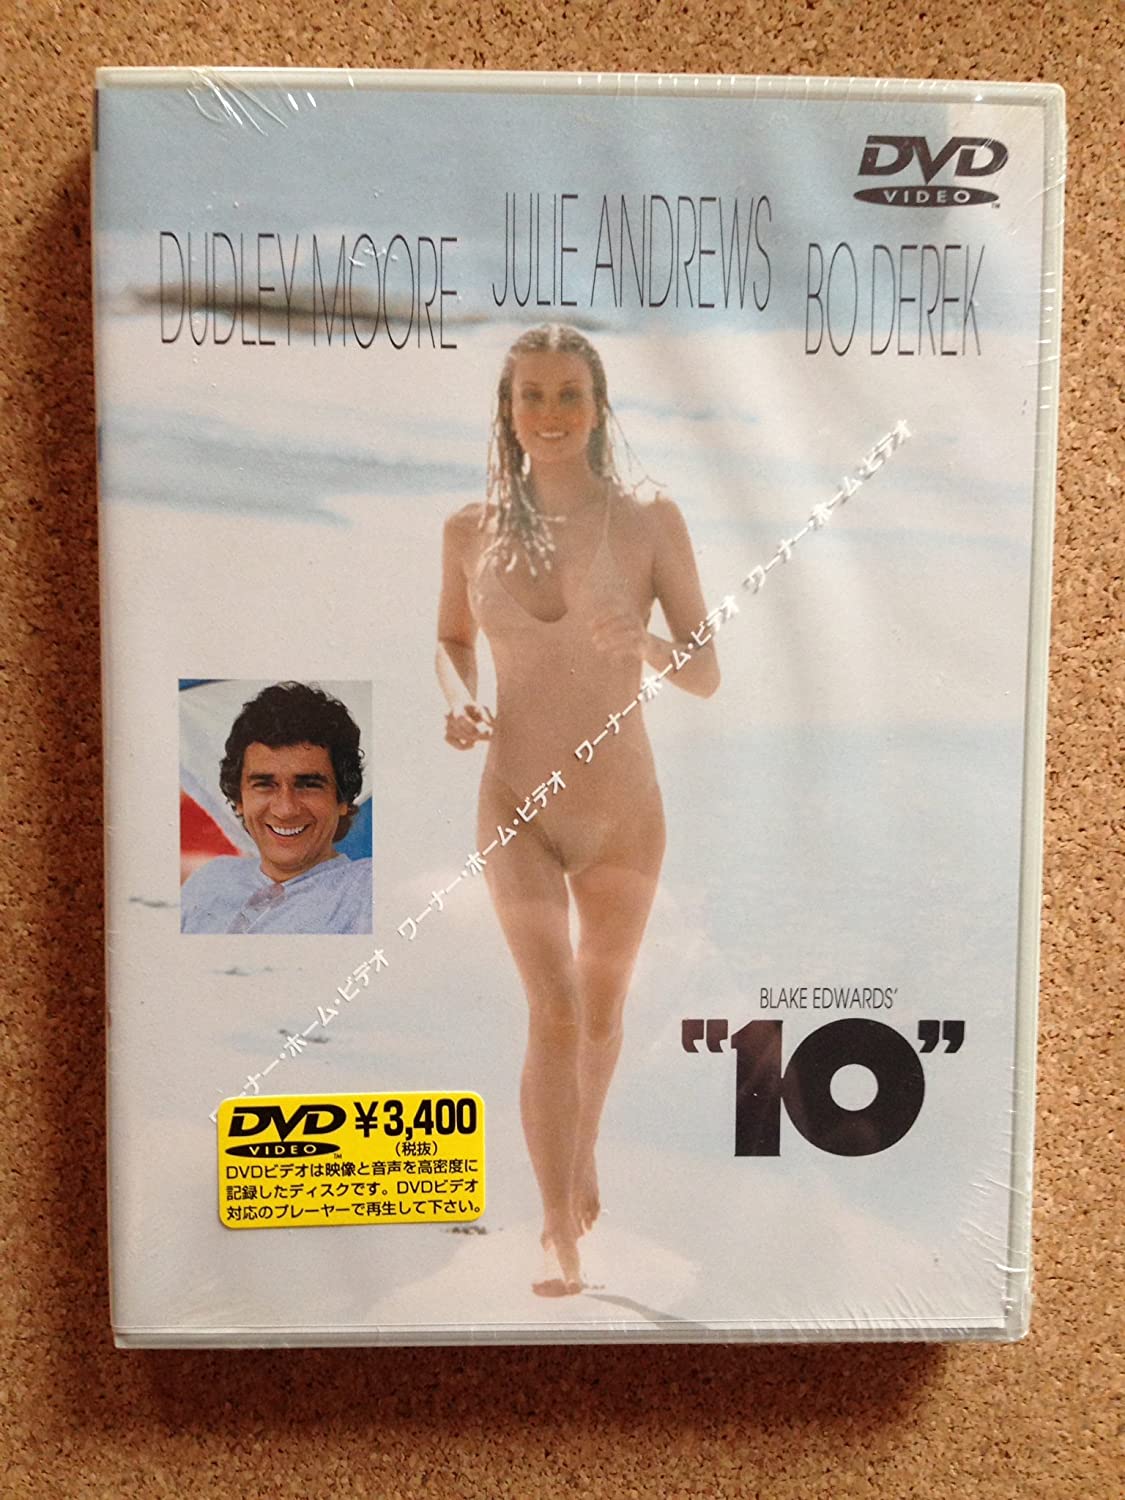 DVD
VIDEO
TM
DUDLEY MOORE
JULIE ANDREWS
BO DEREK
ワーナー・ホーム・ビデオ ワーナー・ホーム・ビデオ ワーナー・ホーム・ビデオ ワーナー・ホーム・ビデオ
BLAKE EDWARDS'
"10"
DVD ¥3,400
VIDEO TM (税抜)
DVDビデオは映像と音声を高密度に
記録したディスクです。DVDビデオ
対応のプレーヤーで再生して下さい。